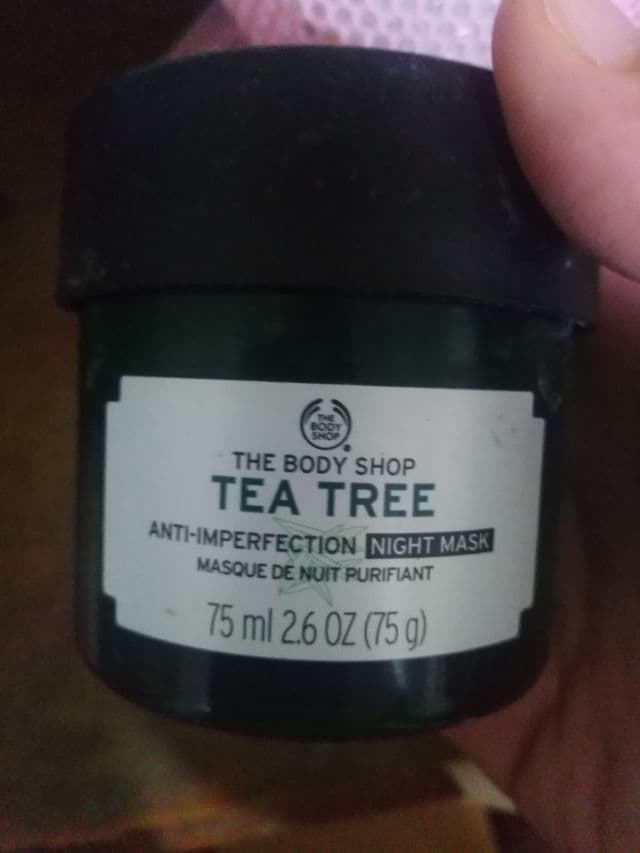 THE
BODY
SHOP
THE BODY SHOP
TEA TREE
ANTI-IMPERFECTION NIGHT MASK
MASQUE DE NUIT PURIFIANT
75 ml 2.6 OZ (75 g)